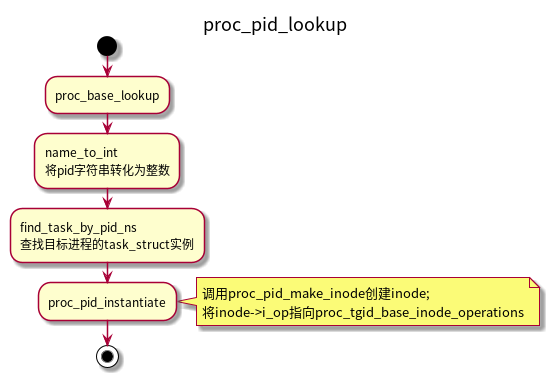 proc_pid_lookup
proc_base_lookup
name_to_int
将pid字符串转化为整数
find_task_by_pid_ns
查找目标进程的task_struct实例
proc_pid_instantiate
调用proc_pid_make_inode创建inode;
将inode->i_op指向proc_tgid_base_inode_operations